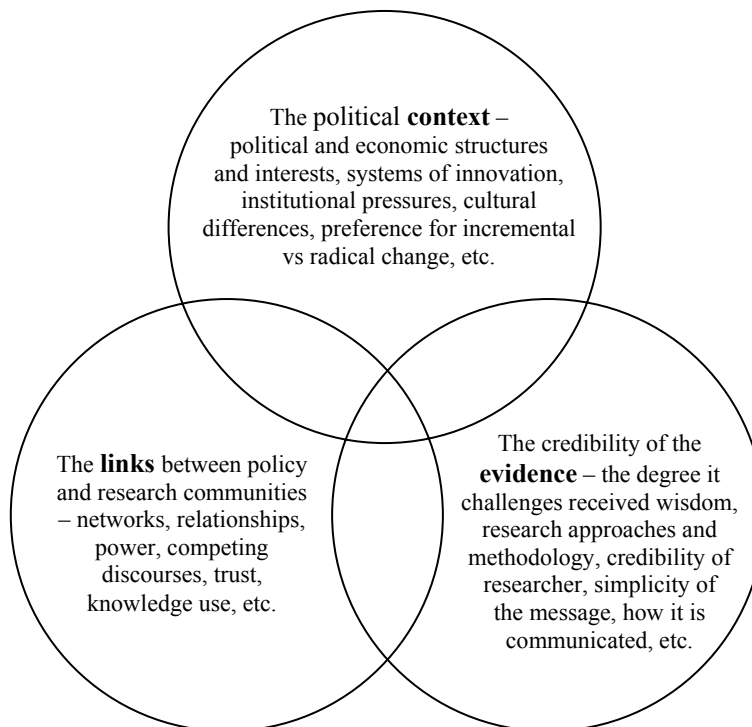 The political context –
political and economic structures
and interests, systems of innovation,
institutional pressures, cultural
differences, preference for incremental
vs radical change, etc.
The links between policy
and research communities
– networks, relationships,
power, competing
discourses, trust,
knowledge use, etc.
The credibility of the
evidence – the degree it
challenges received wisdom,
research approaches and
methodology, credibility of
researcher, simplicity of
the message, how it is
communicated, etc.